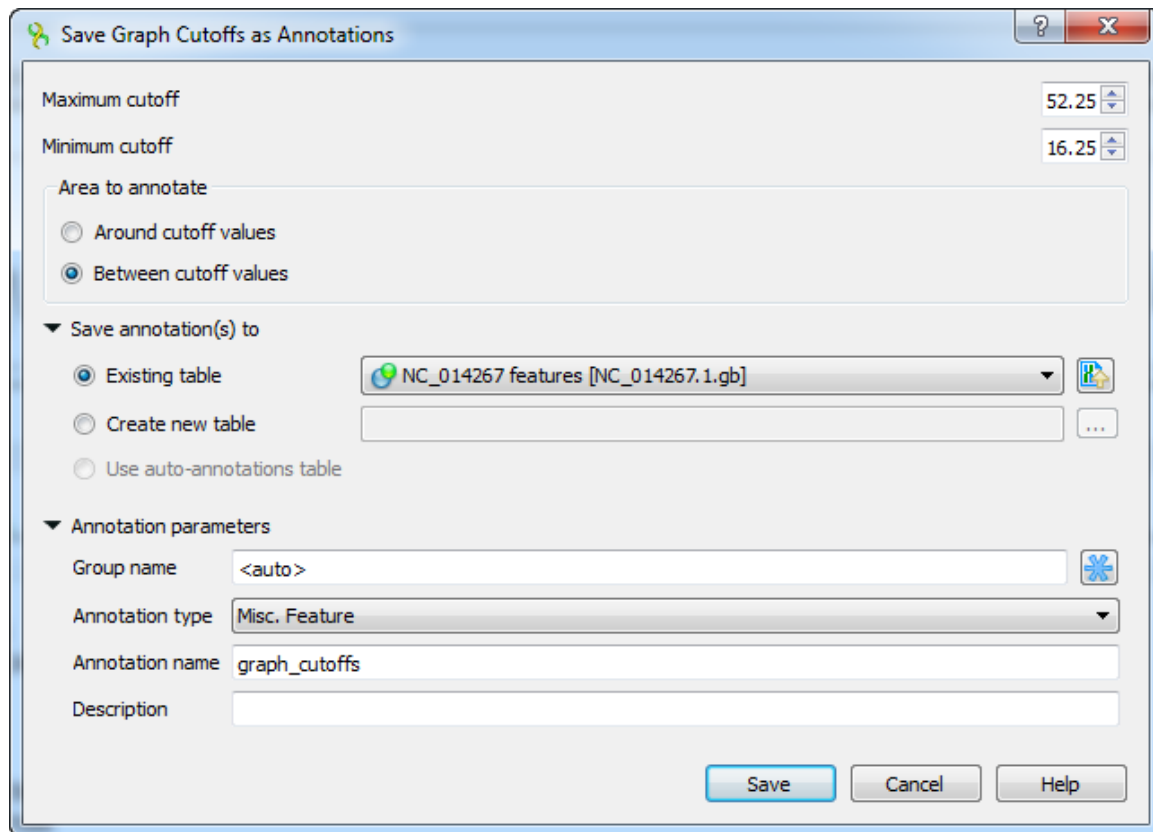 Save Graph Cutoffs as Annotations
Maximum cutoff 52.25
Minimum cutoff 16.25
Area to annotate
Around cutoff values
Between cutoff values
Save annotation(s) to
Existing table NC_014267 features [NC_014267.1.gb]
Create new table ...
Use auto-annotations table
Annotation parameters
Group name <auto>
Annotation type Misc. Feature
Annotation name graph_cutoffs
Description
Save Cancel Help